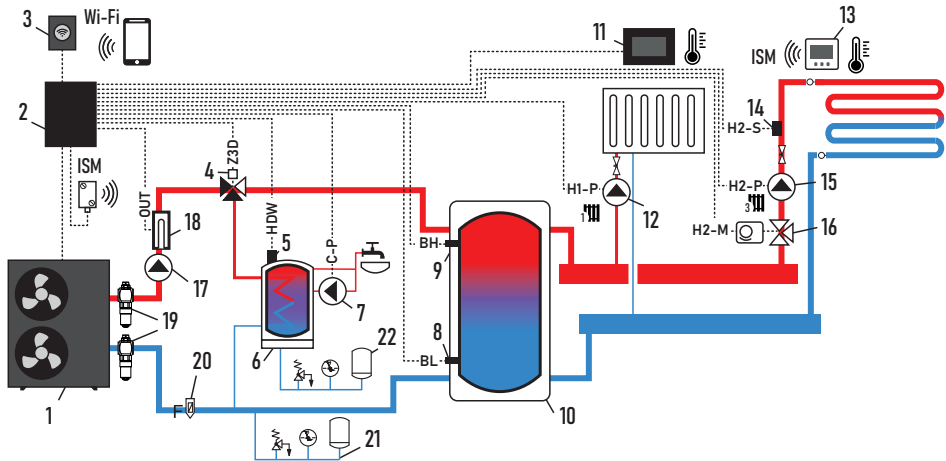 3
Wi-Fi
11
ISM
13
2
14
H2-S
ISM
4
Z3D
OUT
HDW
5
C-P
H1-P
1
12
H2-P
3
15
18
H2-M
16
BH
9
17
7
19
8
BL
6
22
20
F
1
10
21